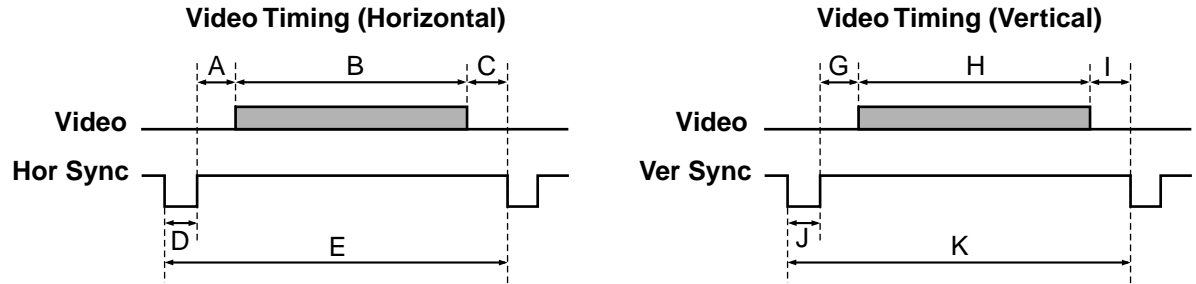 Video Timing (Horizontal)
A B C
Video
Hor Sync
D
E
Video Timing (Vertical)
G H I
Video
Ver Sync
J
K